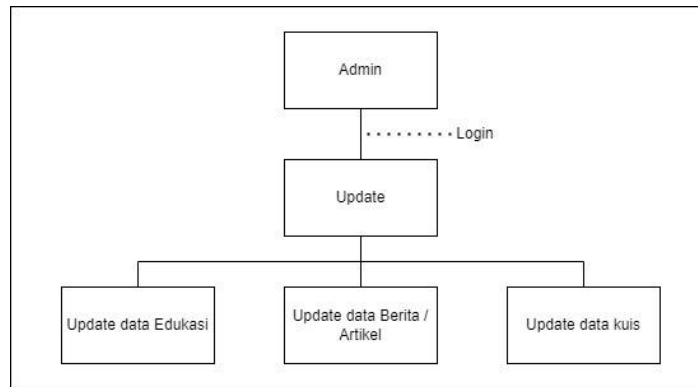 Admin
Login
Update
Update data Edukasi
Update data Berita /
Artikel
Update data kuis